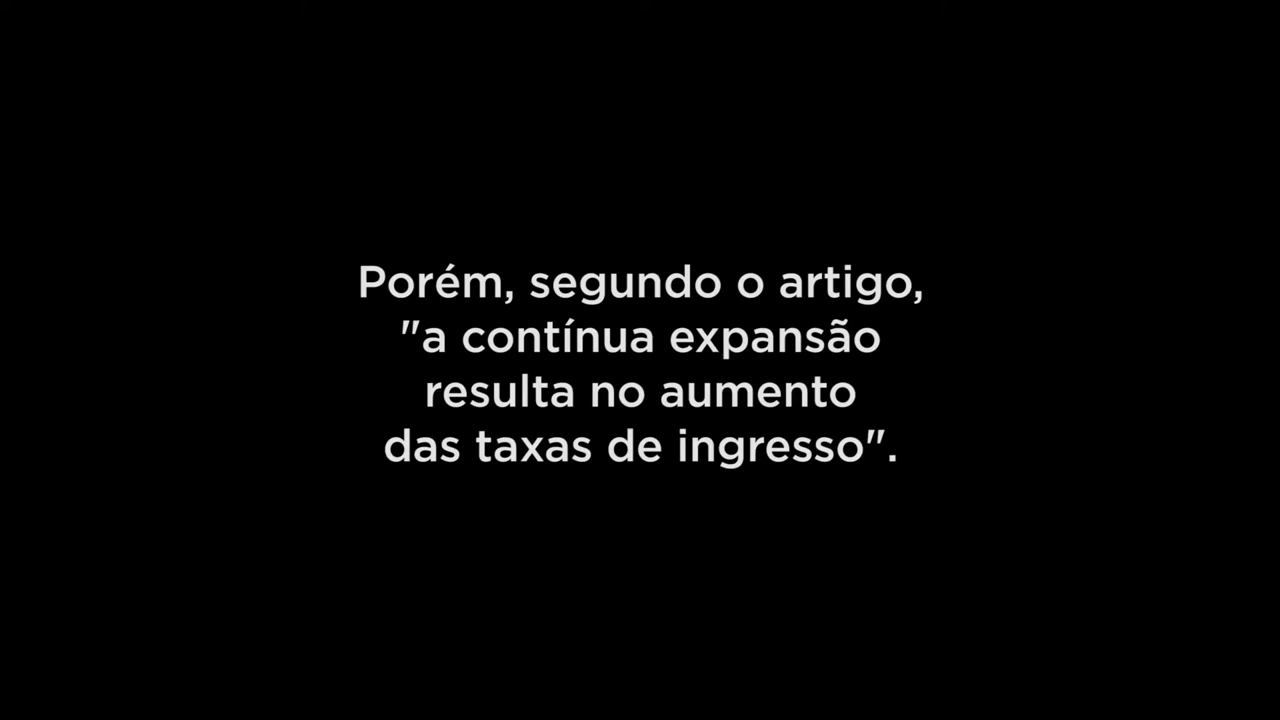 Porém, segundo o artigo,
"a contínua expansão
resulta no aumento
das taxas de ingresso".